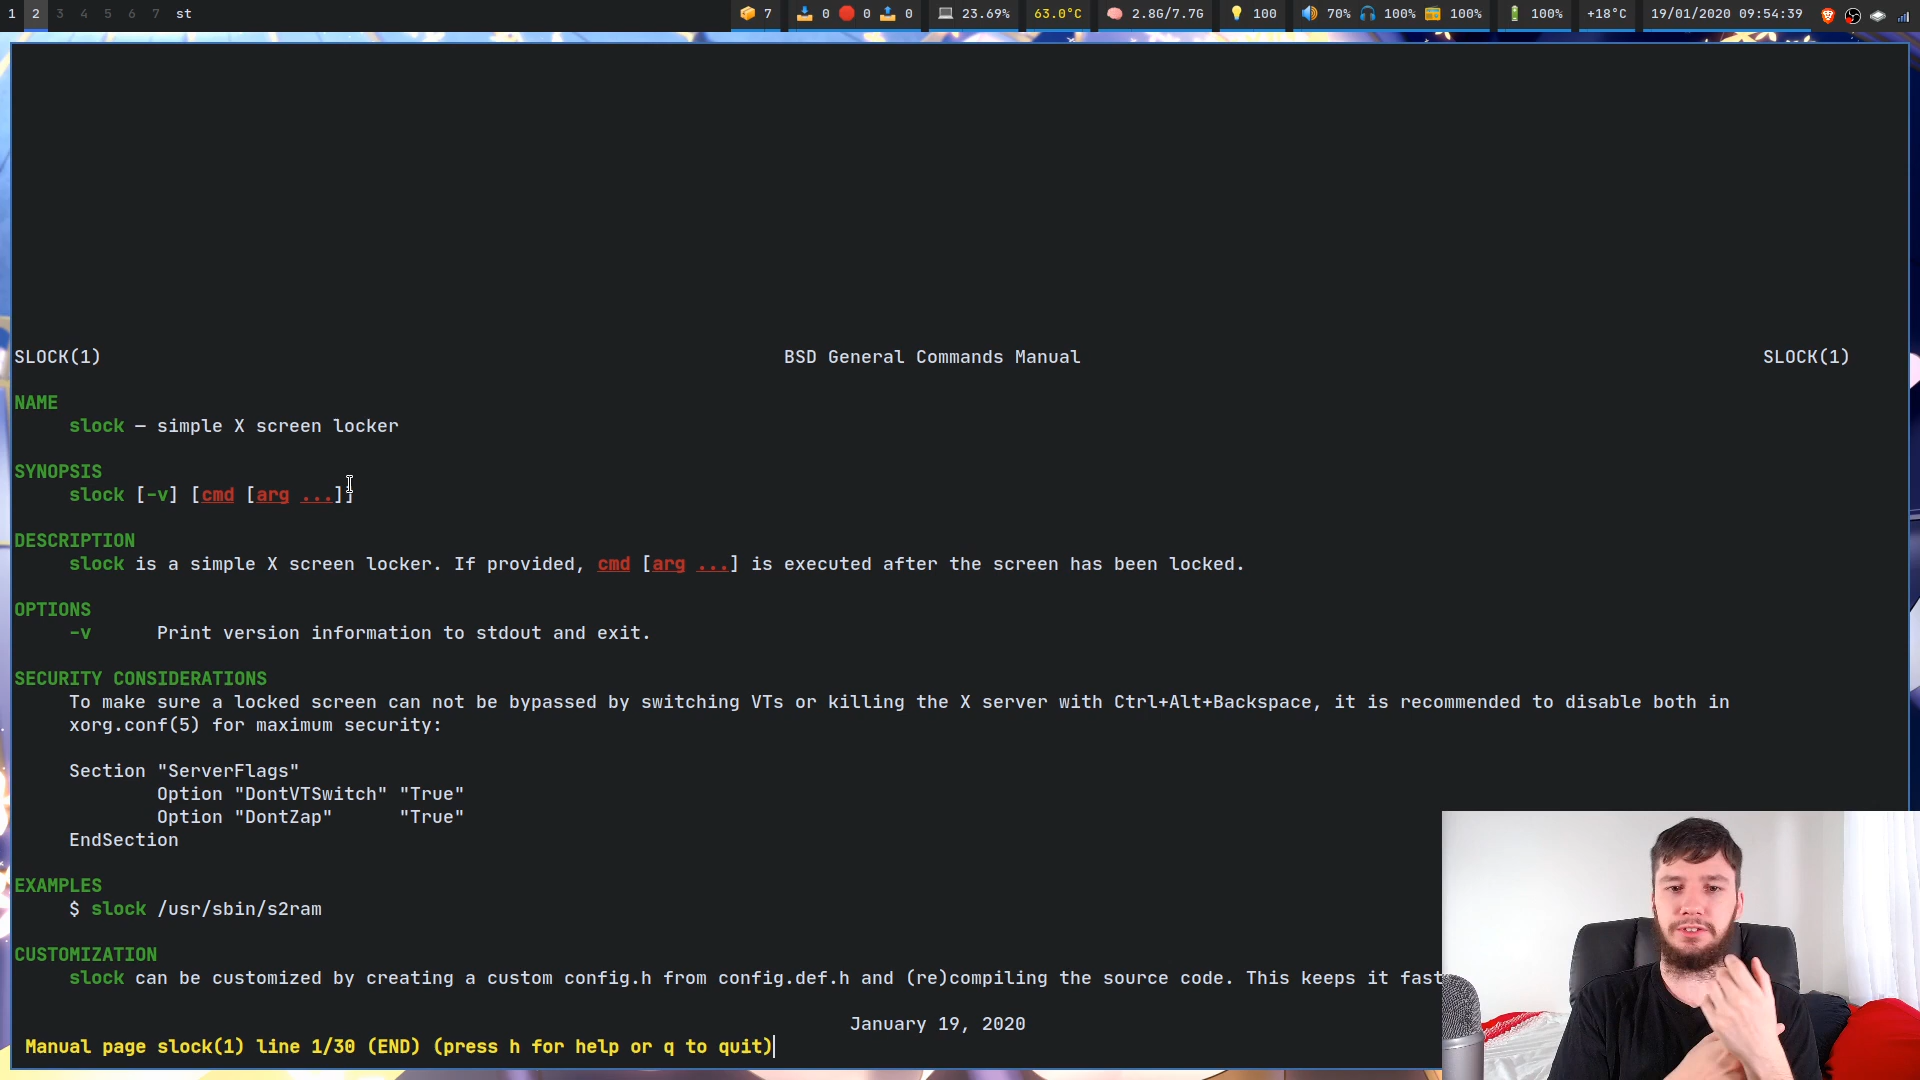 1 2 3 4 5 6 7 st 7 0 0 0 23.69% 63.0°C 2.8G/7.7G 100 70% 100% 100% 100% +18°C 19/01/2020 09:54:39
SLOCK(1) BSD General Commands Manual SLOCK(1)
NAME
slock — simple X screen locker
SYNOPSIS
slock [-v] [cmd [arg ...]]
DESCRIPTION
slock is a simple X screen locker. If provided, cmd [arg ...] is executed after the screen has been locked.
OPTIONS
-v Print version information to stdout and exit.
SECURITY CONSIDERATIONS
To make sure a locked screen can not be bypassed by switching VTs or killing the X server with Ctrl+Alt+Backspace, it is recommended to disable both in
xorg.conf(5) for maximum security:
Section "ServerFlags"
Option "DontVTSwitch" "True"
Option "DontZap" "True"
EndSection
EXAMPLES
$ slock /usr/sbin/s2ram
CUSTOMIZATION
slock can be customized by creating a custom config.h from config.def.h and (re)compiling the source code. This keeps it fast
January 19, 2020
Manual page slock(1) line 1/30 (END) (press h for help or q to quit)